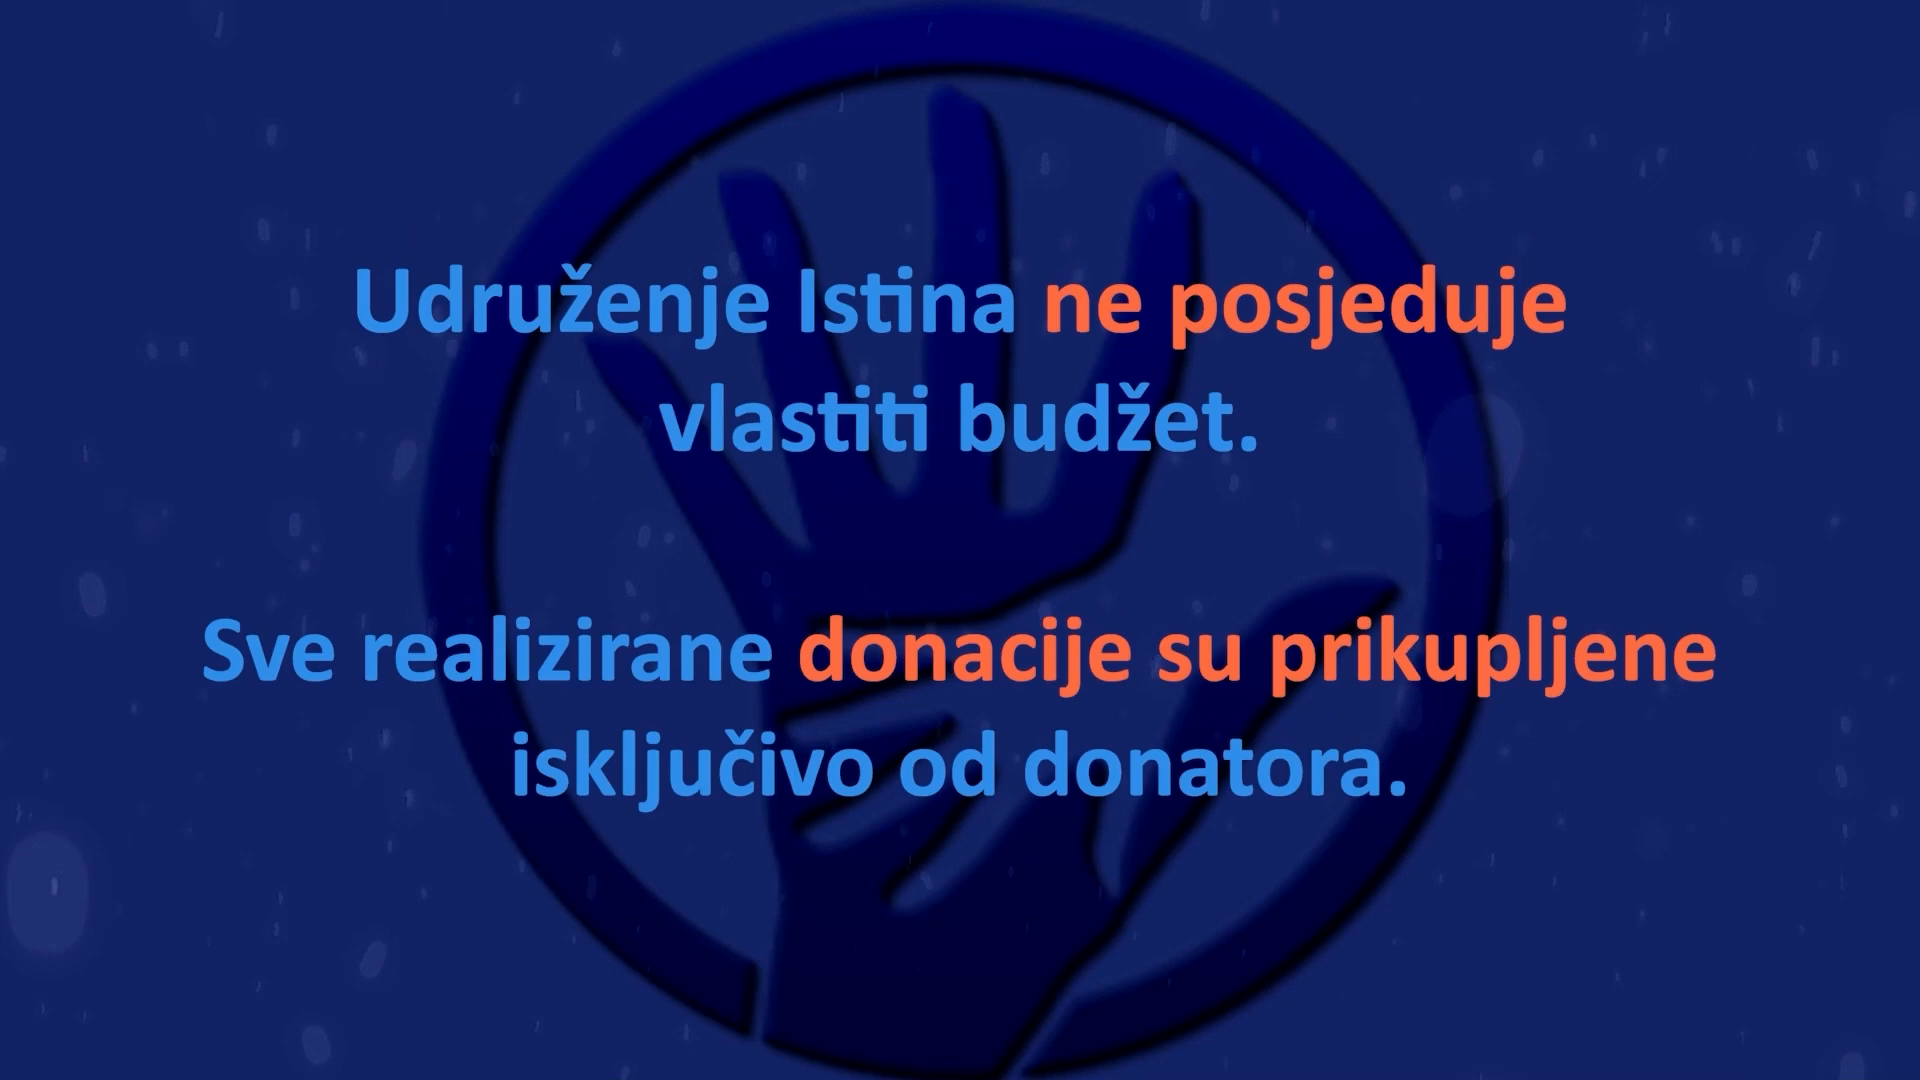 Udruženje Istina ne posjeduje
vlastiti budžet.
Sve realizirane donacije su prikupljene
isključivo od donatora.